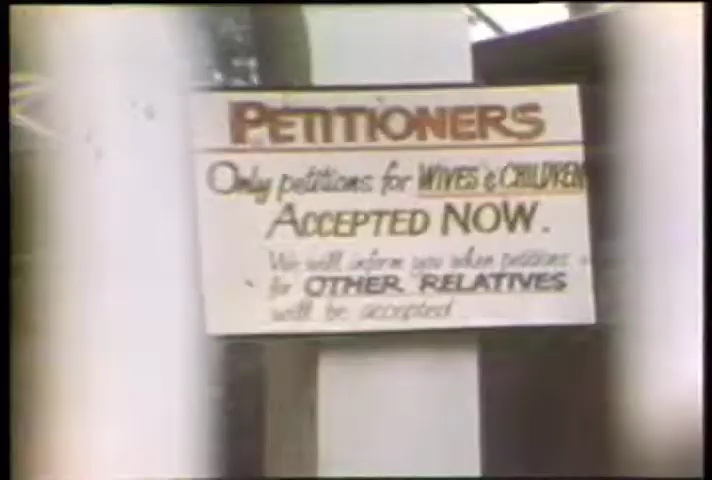 PETITIONERS
Only petitions for WIVES & CHILDREN
ACCEPTED NOW.
We will inform you when petitions
for OTHER RELATIVES
will be accepted